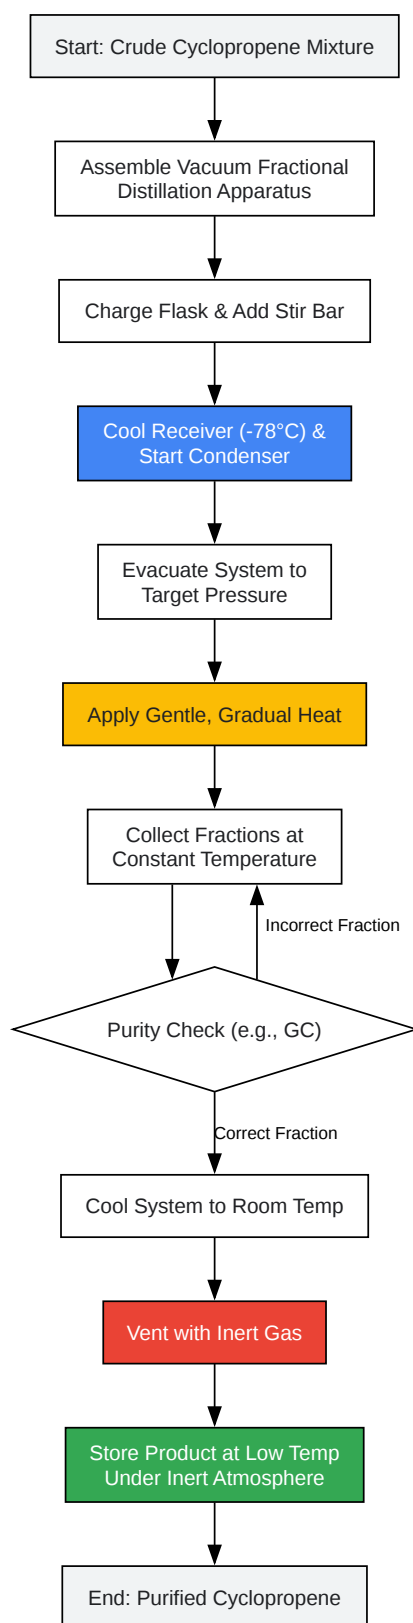 Start: Crude Cyclopropene Mixture
Assemble Vacuum Fractional
Distillation Apparatus
Charge Flask & Add Stir Bar
Cool Receiver (-78°C) &
Start Condenser
Evacuate System to
Target Pressure
Apply Gentle, Gradual Heat
Collect Fractions at
Constant Temperature
Incorrect Fraction
Purity Check (e.g., GC)
Correct Fraction
Cool System to Room Temp
Vent with Inert Gas
Store Product at Low Temp
Under Inert Atmosphere
End: Purified Cyclopropene